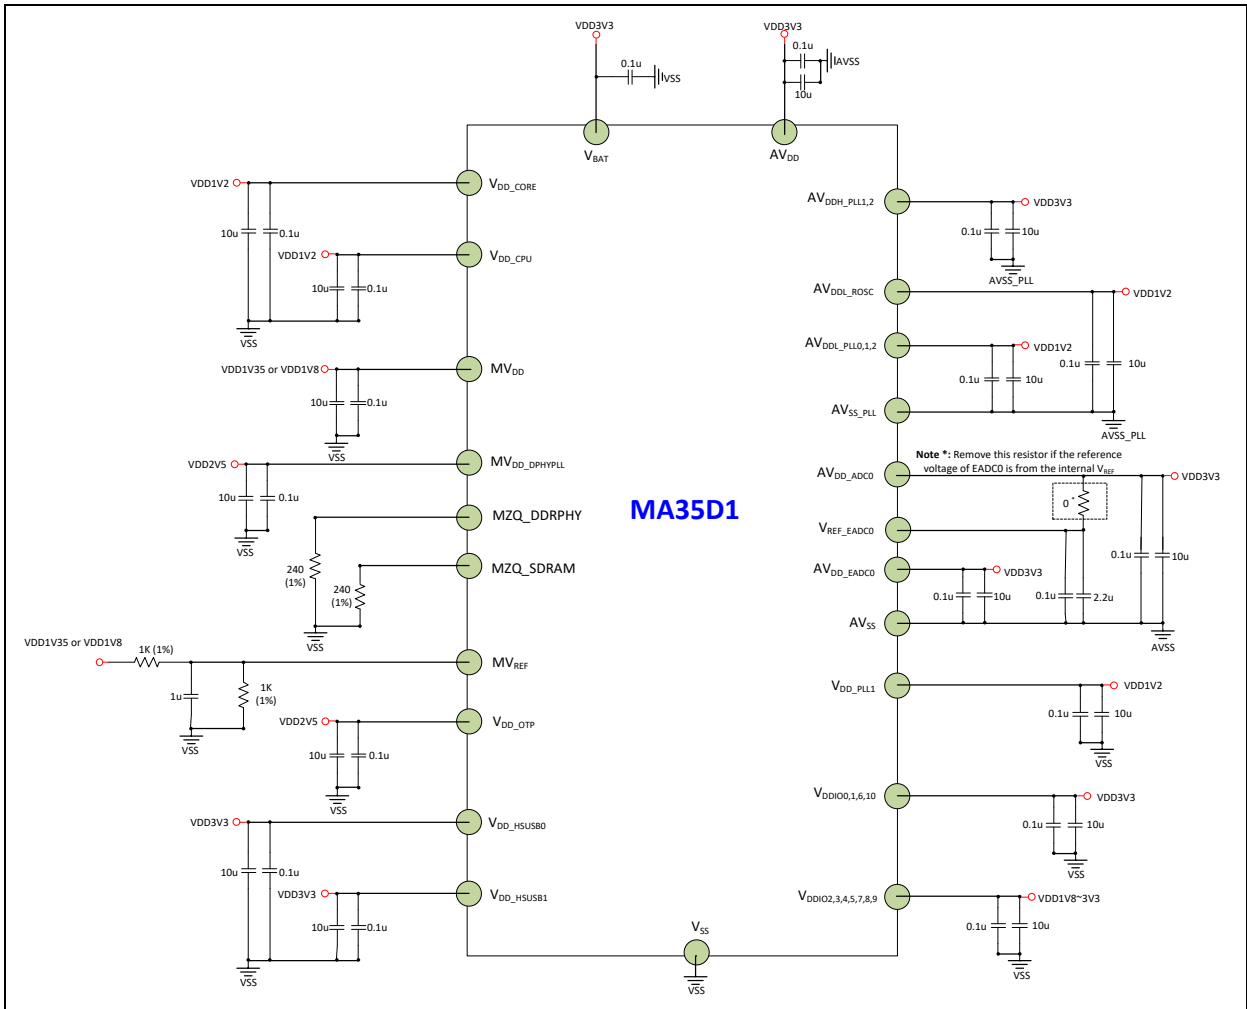 VDD3V3
VDD3V3
0.1u
VSS
0.1u
AVSS
10u
VBAT
AVDD
VDD1V2
VDD_CORE
10u
0.1u
VDD1V2
VDD_CPU
10u
0.1u
VSS
VDD1V35 or VDD1V8
MVDD
10u
0.1u
VSS
VDD2V5
MVDD_DPHYPLL
10u
0.1u
VSS
MZQ_DDRPHY
MZQ_SDRAM
240
(1%)
240
(1%)
VSS
VDD1V35 or VDD1V8
1K (1%)
MVREF
1u
1K
(1%)
VSS
VDD2V5
VDD_OTP
10u
0.1u
VSS
VDD3V3
VDD_HSUSB0
10u
0.1u
VDD3V3
VDD_HSUSB1
10u
0.1u
VSS
MA35D1
VSS
VSS
AVDDH_PLL1,2
VDD3V3
0.1u
10u
AVSS_PLL
AVDDL_ROSC
VDD1V2
AVDDL_PLL0,1,2
VDD1V2
0.1u
10u
0.1u
10u
AVSS_PLL
AVSS_PLL
Note *: Remove this resistor if the reference
voltage of EADC0 is from the internal VREF
AVDD_ADC0
VDD3V3
0 *
VREF_EADC0
0.1u
10u
AVDD_EADC0
VDD3V3
0.1u
10u
0.1u
2.2u
AVSS
AVSS
VDD_PLL1
VDD1V2
0.1u
10u
VSS
VDDIO0,1,6,10
VDD3V3
0.1u
10u
VSS
VDDIO2,3,4,5,7,8,9
VDD1V8~3V3
0.1u
10u
VSS